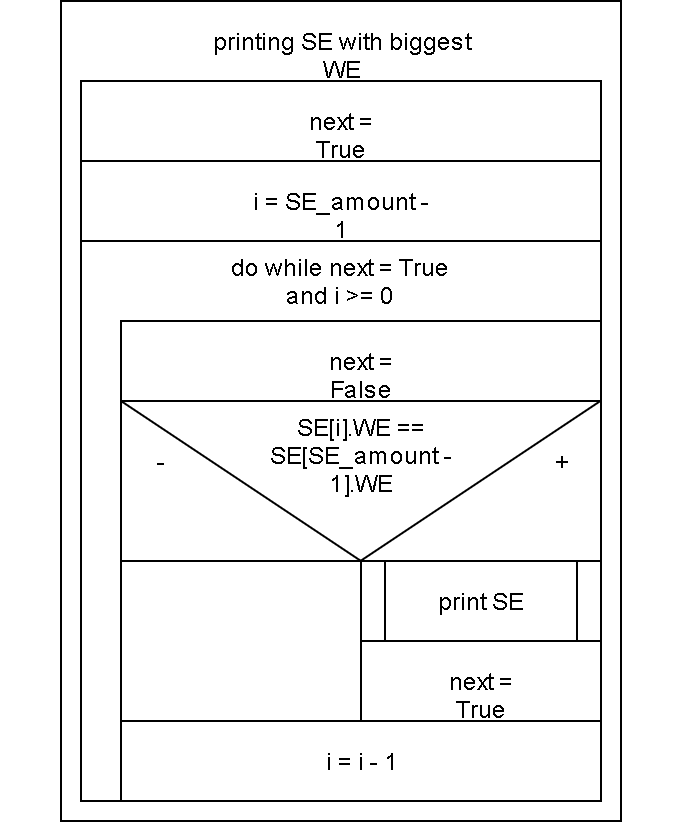 printing SE with biggest
WE
next =
True
i = SE_amount -
1
do while next = True
and i >= 0
next =
False
SE[i].WE ==
SE[SE_amount -
1].WE
-
+
print SE
next =
True
i = i - 1